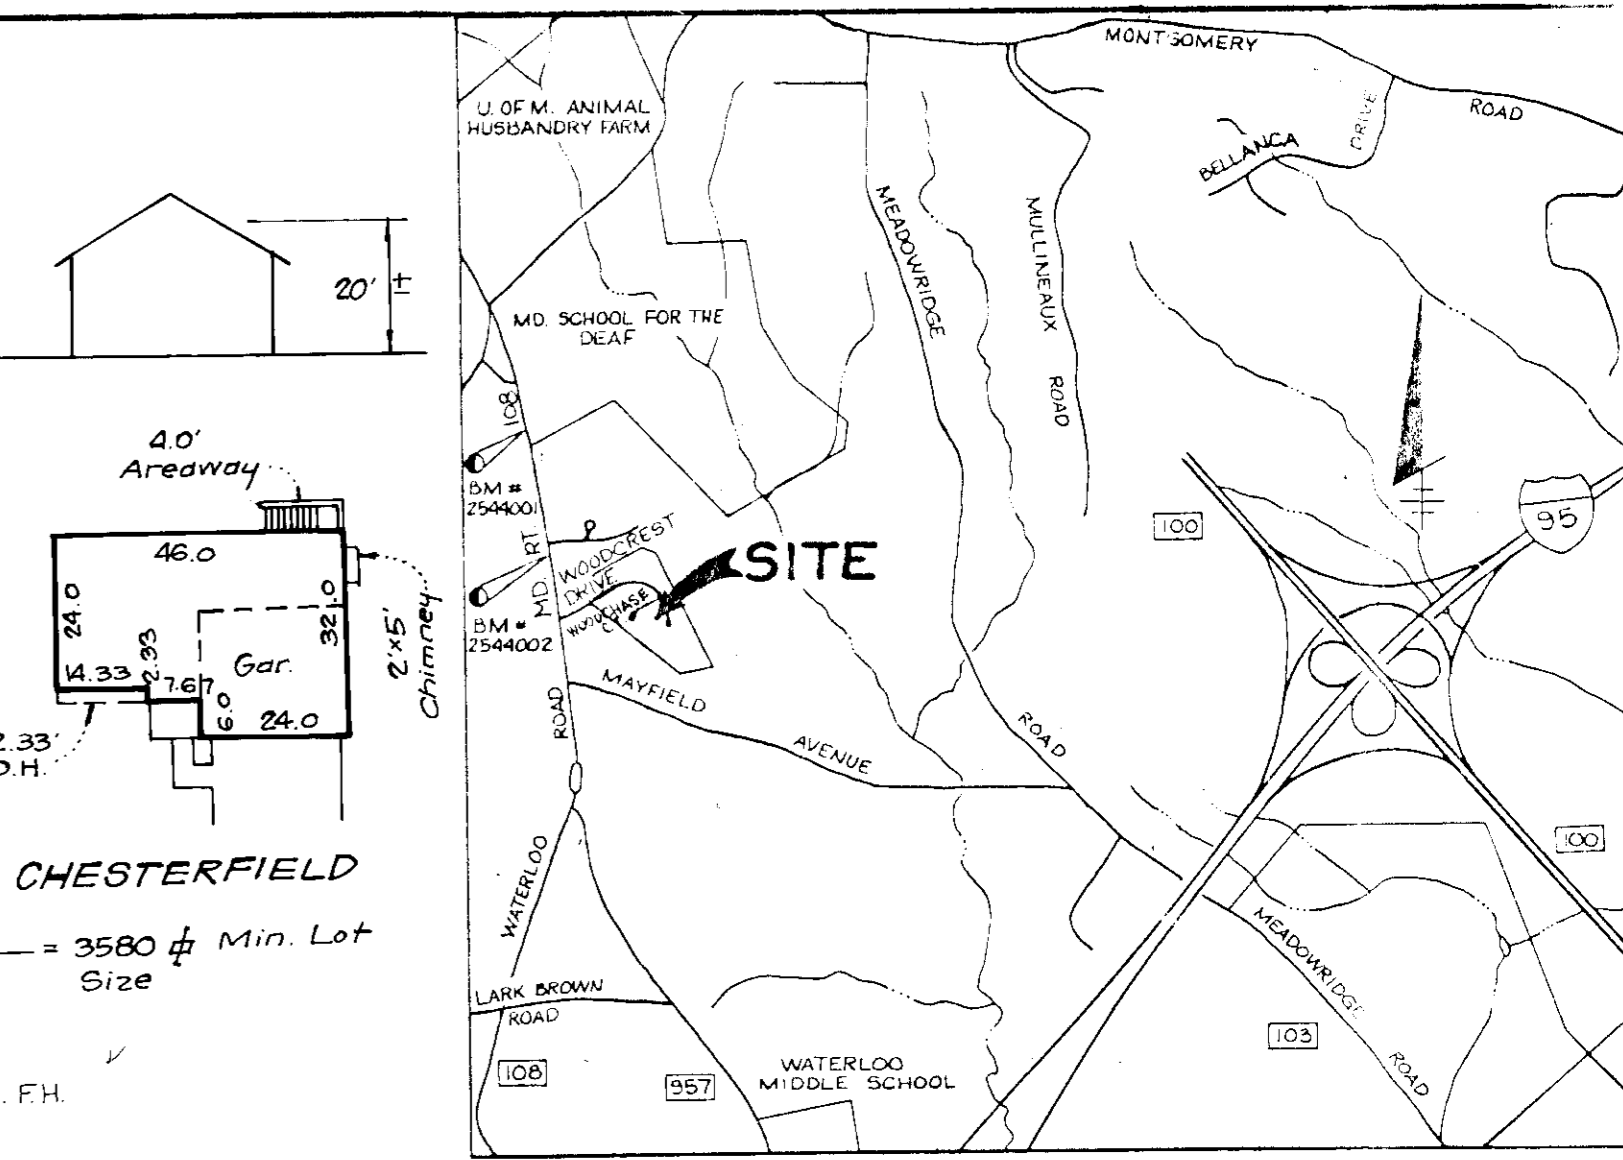 20' ±
4.0'
Areaway
46.0
24.0
32.0
2'x5'
Chimney
14.33
2.33
7.67
Gar.
6.0
24.0
2.33'
O.H.
CHESTERFIELD
= 3580 Min. Lot
Size
. F.H.
U. OF M. ANIMAL
HUSBANDRY FARM
MD. SCHOOL FOR THE
DEAF
MONTGOMERY
ROAD
BELLANCA
DRIVE
MEADOWRIDGE
MULLINEAUX
ROAD
108
BM #
2544001
MD RT
WOODCREST
DRIVE
WOODCHASE
CT
SITE
BM #
2544002
100
95
ROAD
MAYFIELD
AVENUE
ROAD
WATERLOO
100
LARK BROWN
ROAD
108
957
WATERLOO
MIDDLE SCHOOL
MEADOWRIDGE
ROAD
103